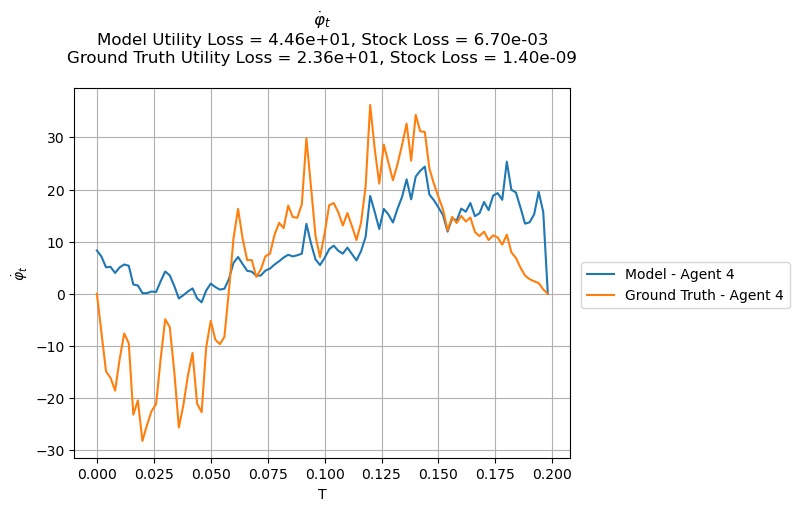 φ̇ₜ
Model Utility Loss = 4.46e+01, Stock Loss = 6.70e-03
Ground Truth Utility Loss = 2.36e+01, Stock Loss = 1.40e-09
φ̇ₜ
30
20
10
0
−10
−20
−30
0.000 0.025 0.050 0.075 0.100 0.125 0.150 0.175 0.200
T
Model - Agent 4
Ground Truth - Agent 4